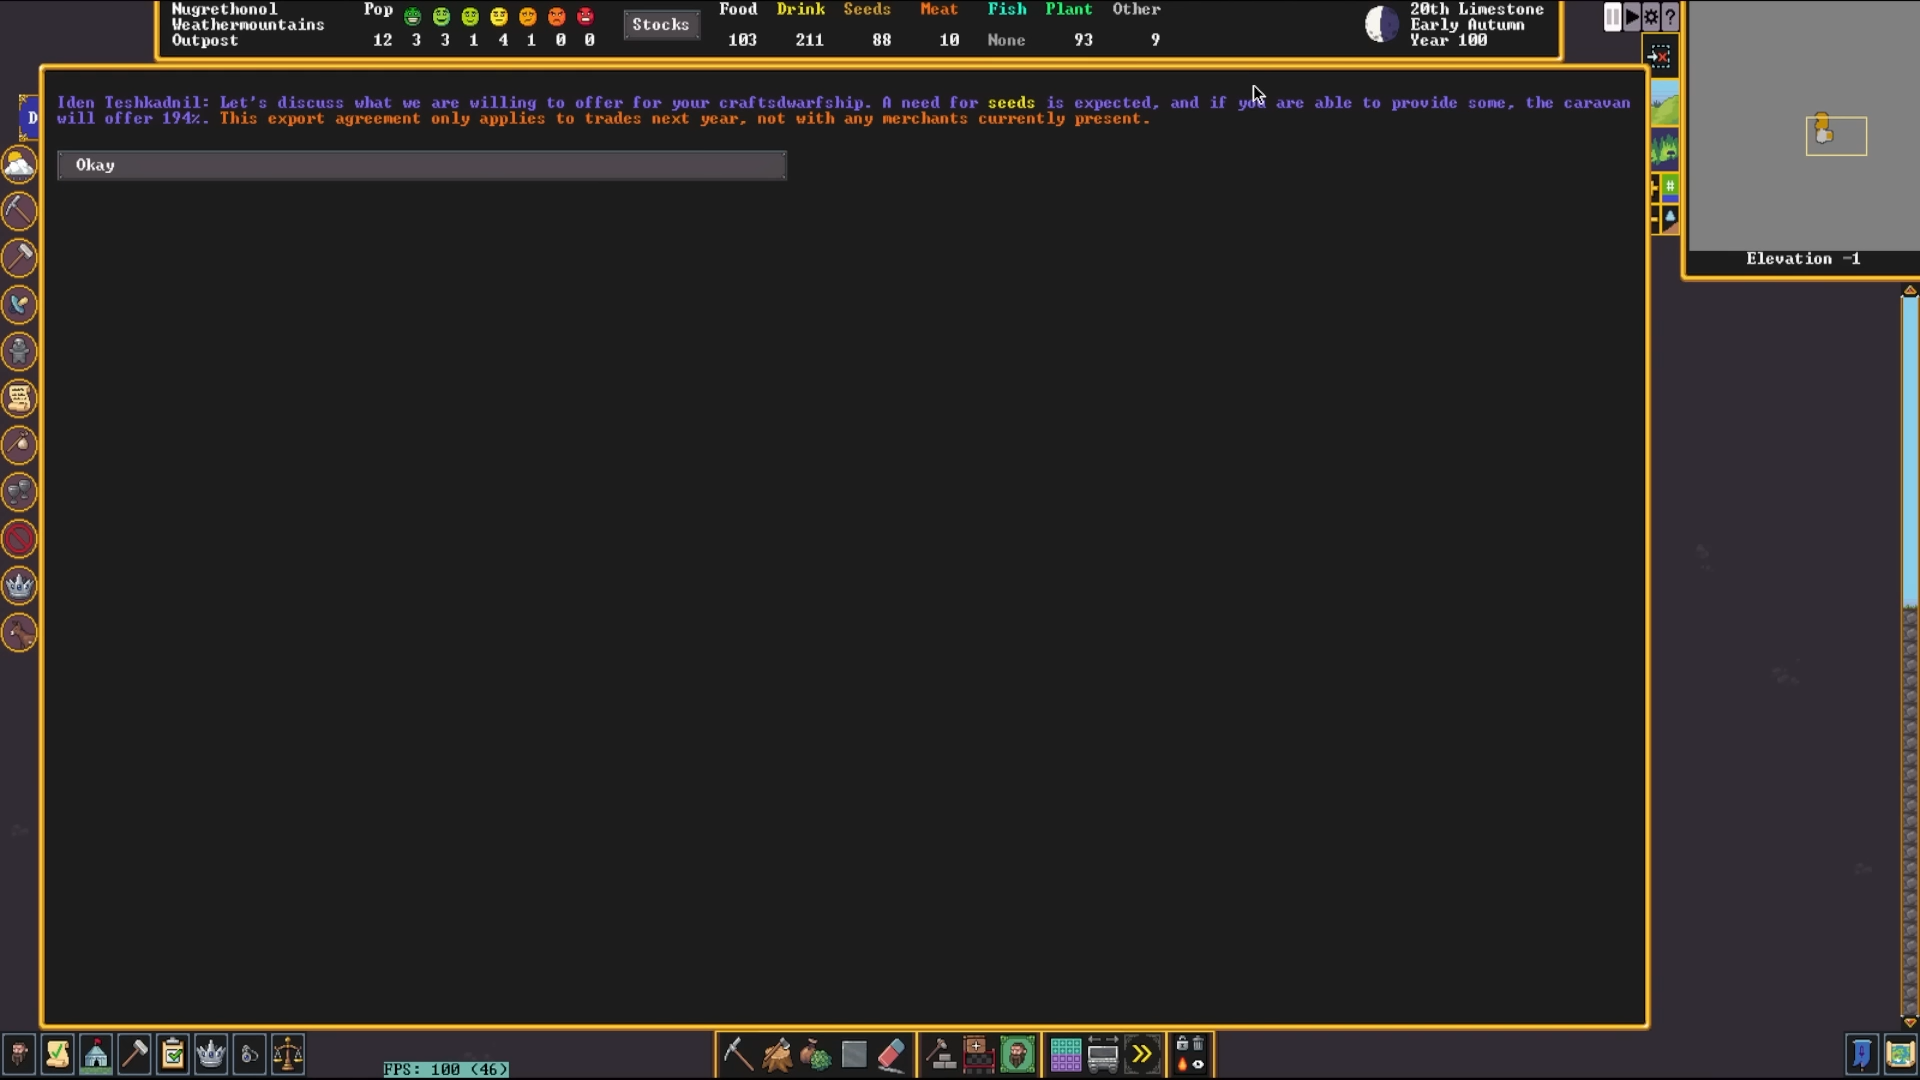 Nugrethonol
Weathermountains
Outpost
Pop
12 3 3 1 4 1 0 0
Stocks
Food Drink Seeds Meat Fish Plant Other
103 211 88 10 None 93 9
20th Limestone
Early Autumn
Year 100
?
D
Iden Teshkadnil: Let's discuss what we are willing to offer for your craftsdwarfship. A need for seeds is expected, and if you are able to provide some, the caravan
will offer 194%. This export agreement only applies to trades next year, not with any merchants currently present.
Okay
#
Elevation -1
FPS: 100 (46)